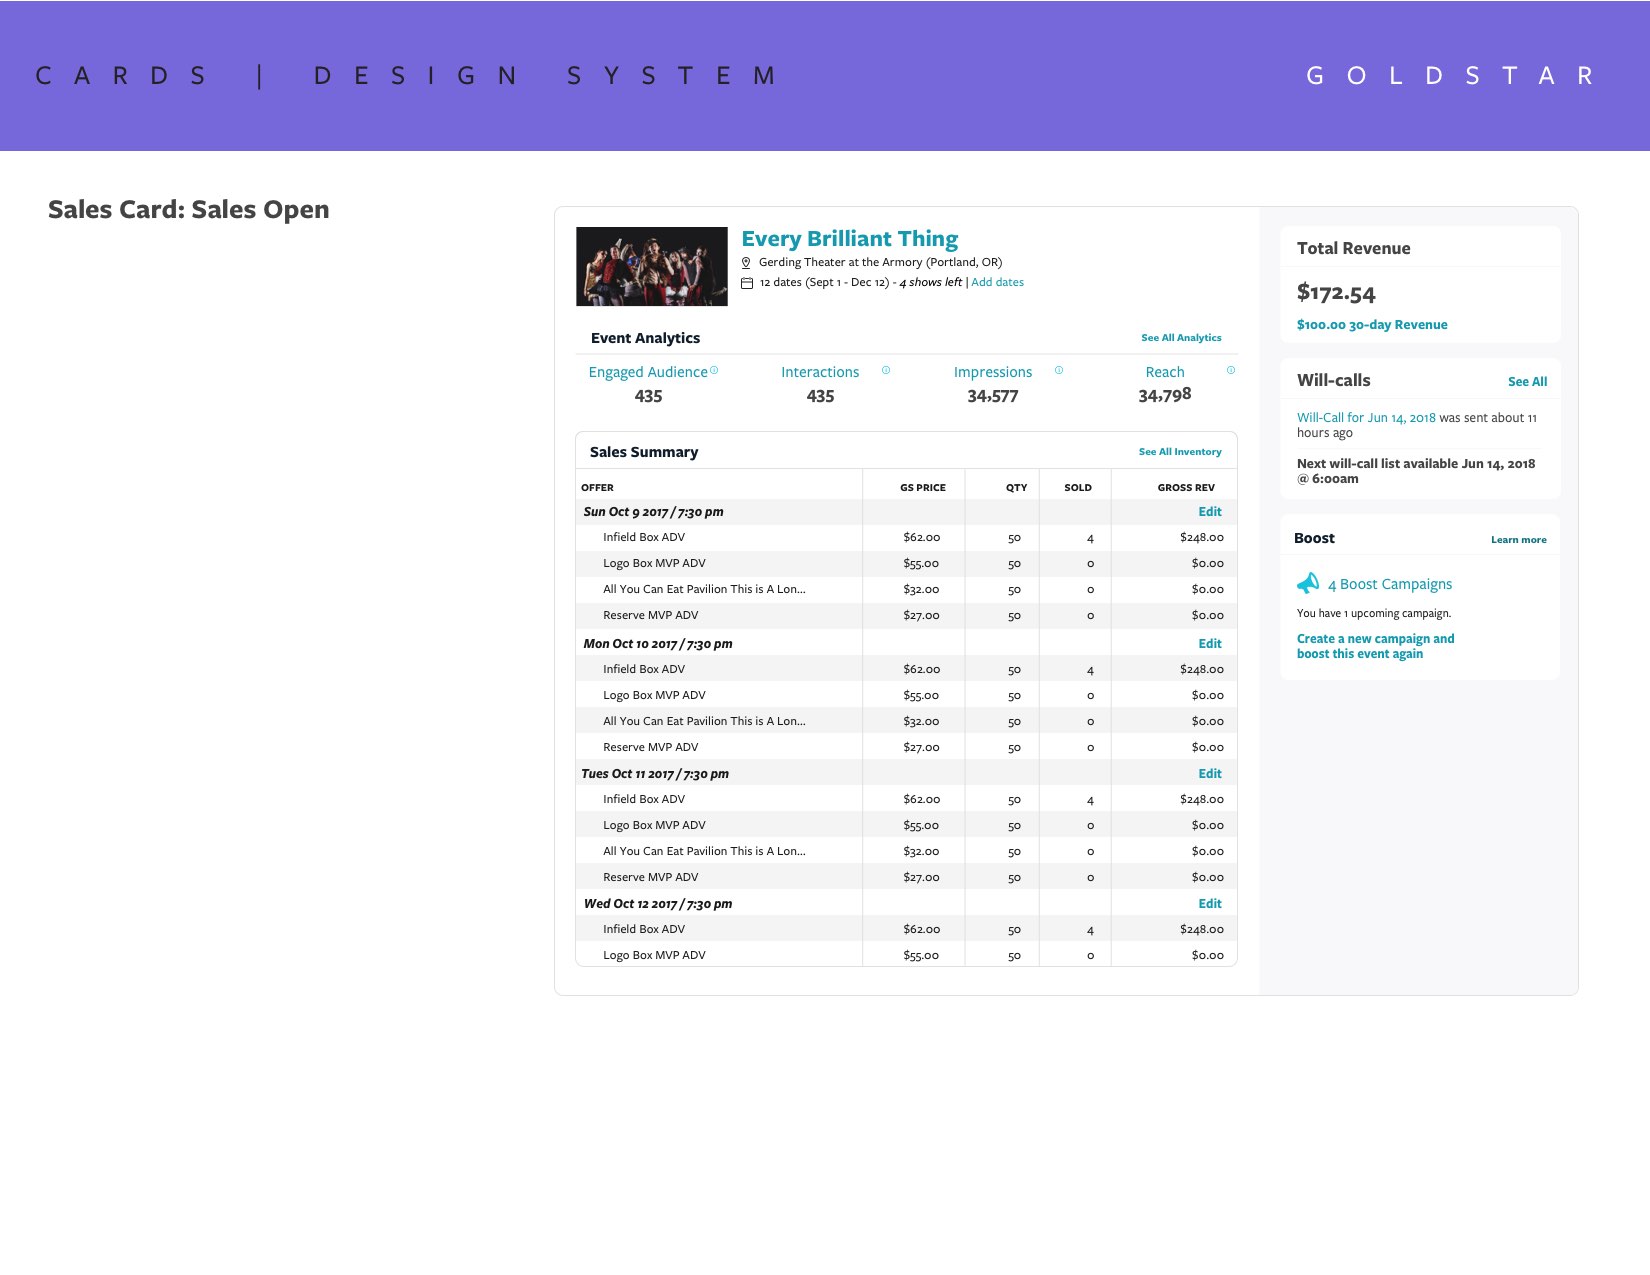 CARDS | DESIGN SYSTEM
GOLDSTAR
Sales Card: Sales Open
Every Brilliant Thing
Gerding Theater at the Armory (Portland, OR)
12 dates (Sept 1 - Dec 12) - 4 shows left | Add dates
Event Analytics
See All Analytics
Engaged Audience Interactions Impressions Reach
435 435 34,577 34,798
Sales Summary
See All Inventory
OFFER GS PRICE QTY SOLD GROSS REV
Sun Oct 9 2017 / 7:30 pm Edit
Infield Box ADV $62.00 50 4 $248.00
Logo Box MVP ADV $55.00 50 0 $0.00
All You Can Eat Pavilion This is A Lon... $32.00 50 0 $0.00
Reserve MVP ADV $27.00 50 0 $0.00
Mon Oct 10 2017 / 7:30 pm Edit
Infield Box ADV $62.00 50 4 $248.00
Logo Box MVP ADV $55.00 50 0 $0.00
All You Can Eat Pavilion This is A Lon... $32.00 50 0 $0.00
Reserve MVP ADV $27.00 50 0 $0.00
Tues Oct 11 2017 / 7:30 pm Edit
Infield Box ADV $62.00 50 4 $248.00
Logo Box MVP ADV $55.00 50 0 $0.00
All You Can Eat Pavilion This is A Lon... $32.00 50 0 $0.00
Reserve MVP ADV $27.00 50 0 $0.00
Wed Oct 12 2017 / 7:30 pm Edit
Infield Box ADV $62.00 50 4 $248.00
Logo Box MVP ADV $55.00 50 0 $0.00
Total Revenue
$172.54
$100.00 30-day Revenue
Will-calls See All
Will-Call for Jun 14, 2018 was sent about 11
hours ago
Next will-call list available Jun 14, 2018
@ 6:00am
Boost Learn more
4 Boost Campaigns
You have 1 upcoming campaign.
Create a new campaign and
boost this event again